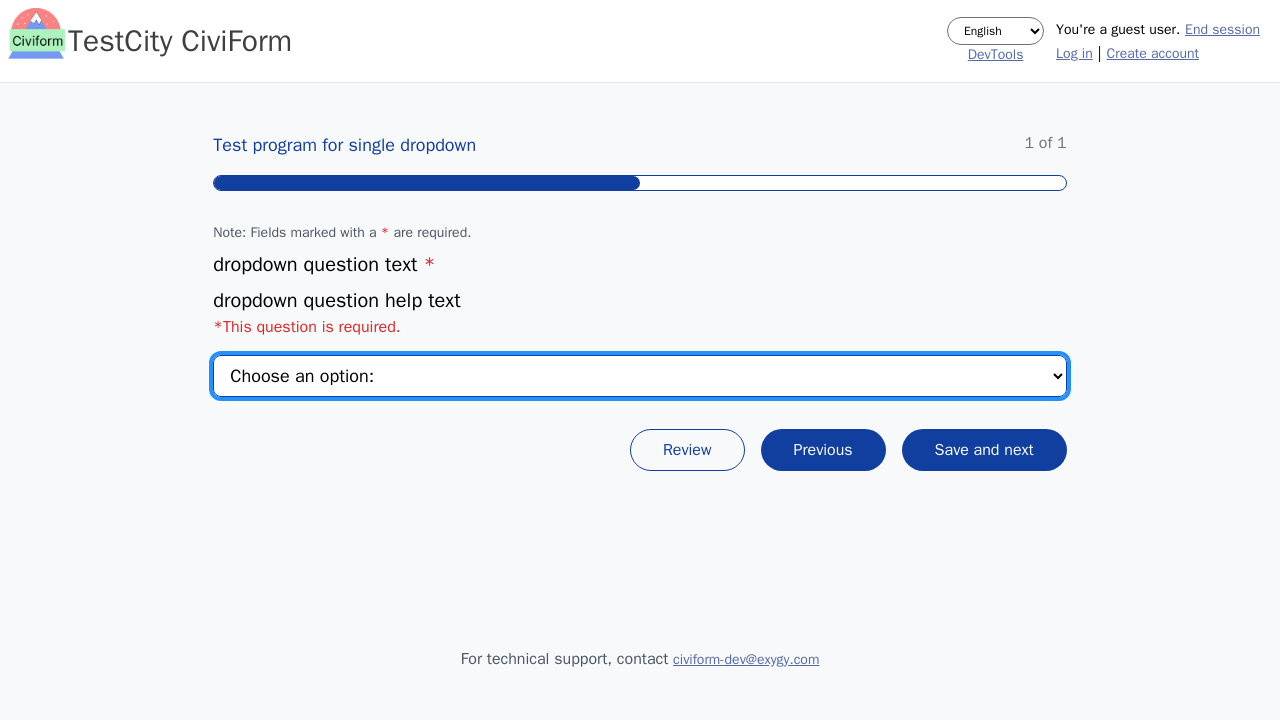 Civiform
TestCity CiviForm
English
DevTools
You're a guest user. End session
Log in | Create account
Test program for single dropdown
1 of 1
Note: Fields marked with a * are required.
dropdown question text *
dropdown question help text
*This question is required.
Choose an option:
Review
Previous
Save and next
For technical support, contact civiform-dev@exygy.com